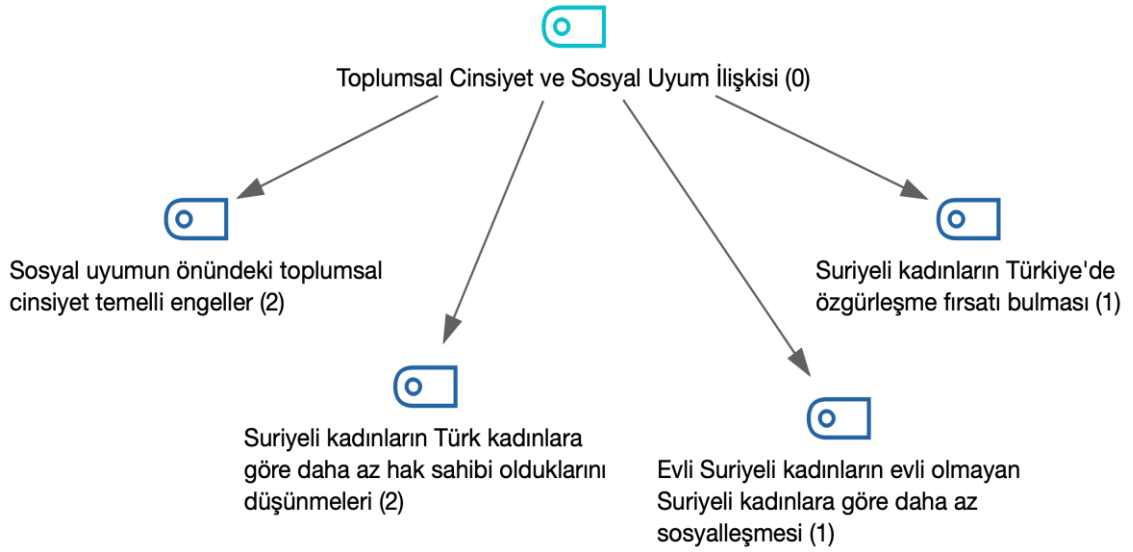 Toplumsal Cinsiyet ve Sosyal Uyum İlişkisi (0)
Sosyal uyumun önündeki toplumsal
cinsiyet temelli engeller (2)
Suriyeli kadınların Türk kadınlara
göre daha az hak sahibi olduklarını
düşünmeleri (2)
Evli Suriyeli kadınların evli olmayan
Suriyeli kadınlara göre daha az
sosyalleşmesi (1)
Suriyeli kadınların Türkiye'de
özgürleşme fırsatı bulması (1)